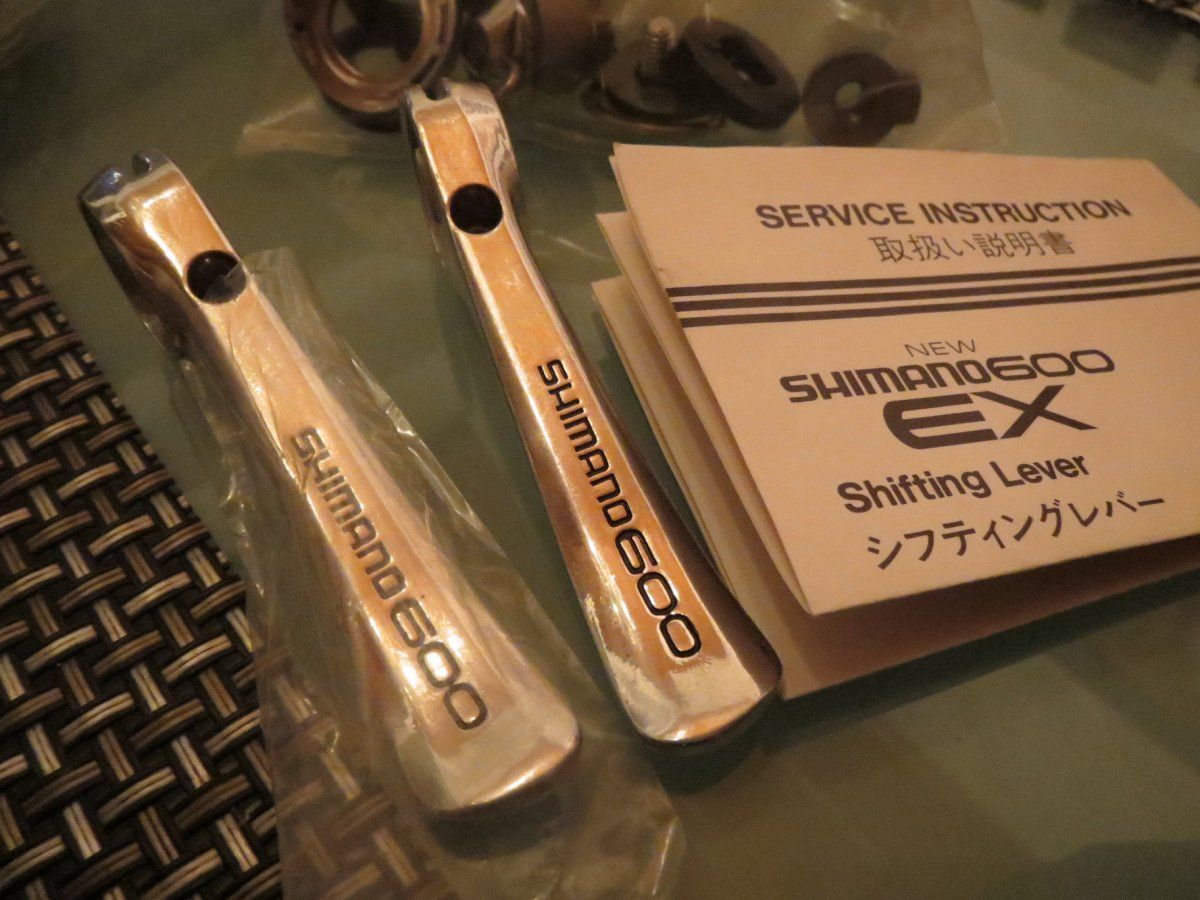 SHIMANO600
SHIMANO600
SERVICE INSTRUCTION
取扱い説明書
NEW
SHIMANO600
EX
Shifting Lever
シフティングレバー